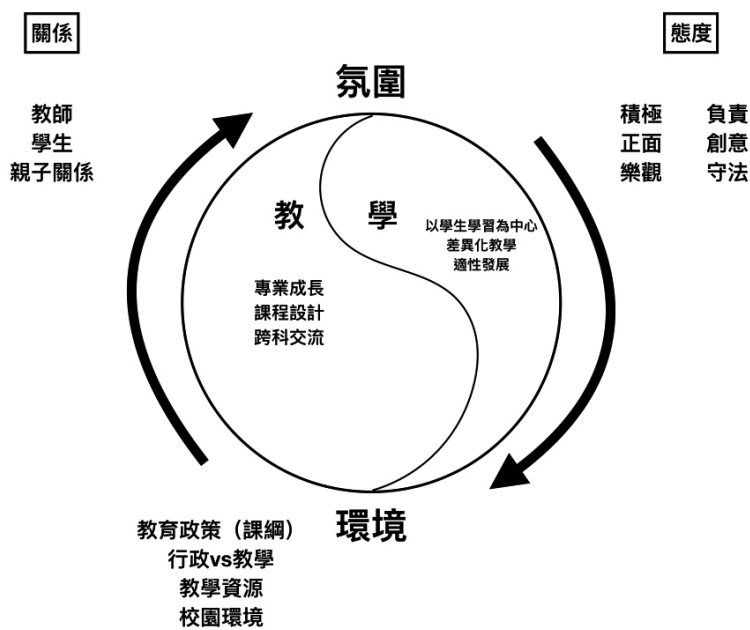 關係
態度
氛圍
教師
學生
親子關係
積極 負責
正面 創意
樂觀 守法
教 學
以學生學習為中心
差異化教學
適性發展
專業成長
課程設計
跨科交流
環境
教育政策（課綱）
行政vs教學
教學資源
校園環境